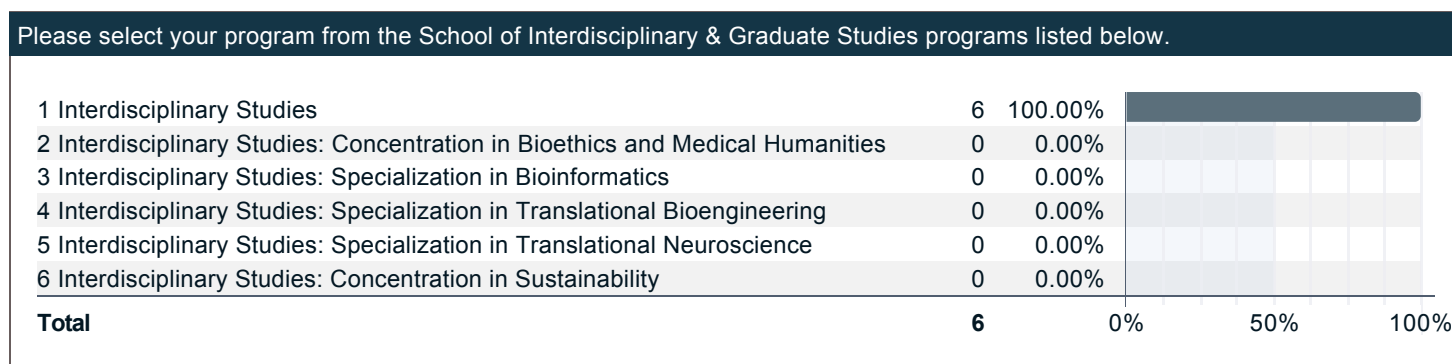 Please select your program from the School of Interdisciplinary & Graduate Studies programs listed below.
1 Interdisciplinary Studies 6 100.00%
2 Interdisciplinary Studies: Concentration in Bioethics and Medical Humanities 0 0.00%
3 Interdisciplinary Studies: Specialization in Bioinformatics 0 0.00%
4 Interdisciplinary Studies: Specialization in Translational Bioengineering 0 0.00%
5 Interdisciplinary Studies: Specialization in Translational Neuroscience 0 0.00%
6 Interdisciplinary Studies: Concentration in Sustainability 0 0.00%
Total 6 0% 50% 100%